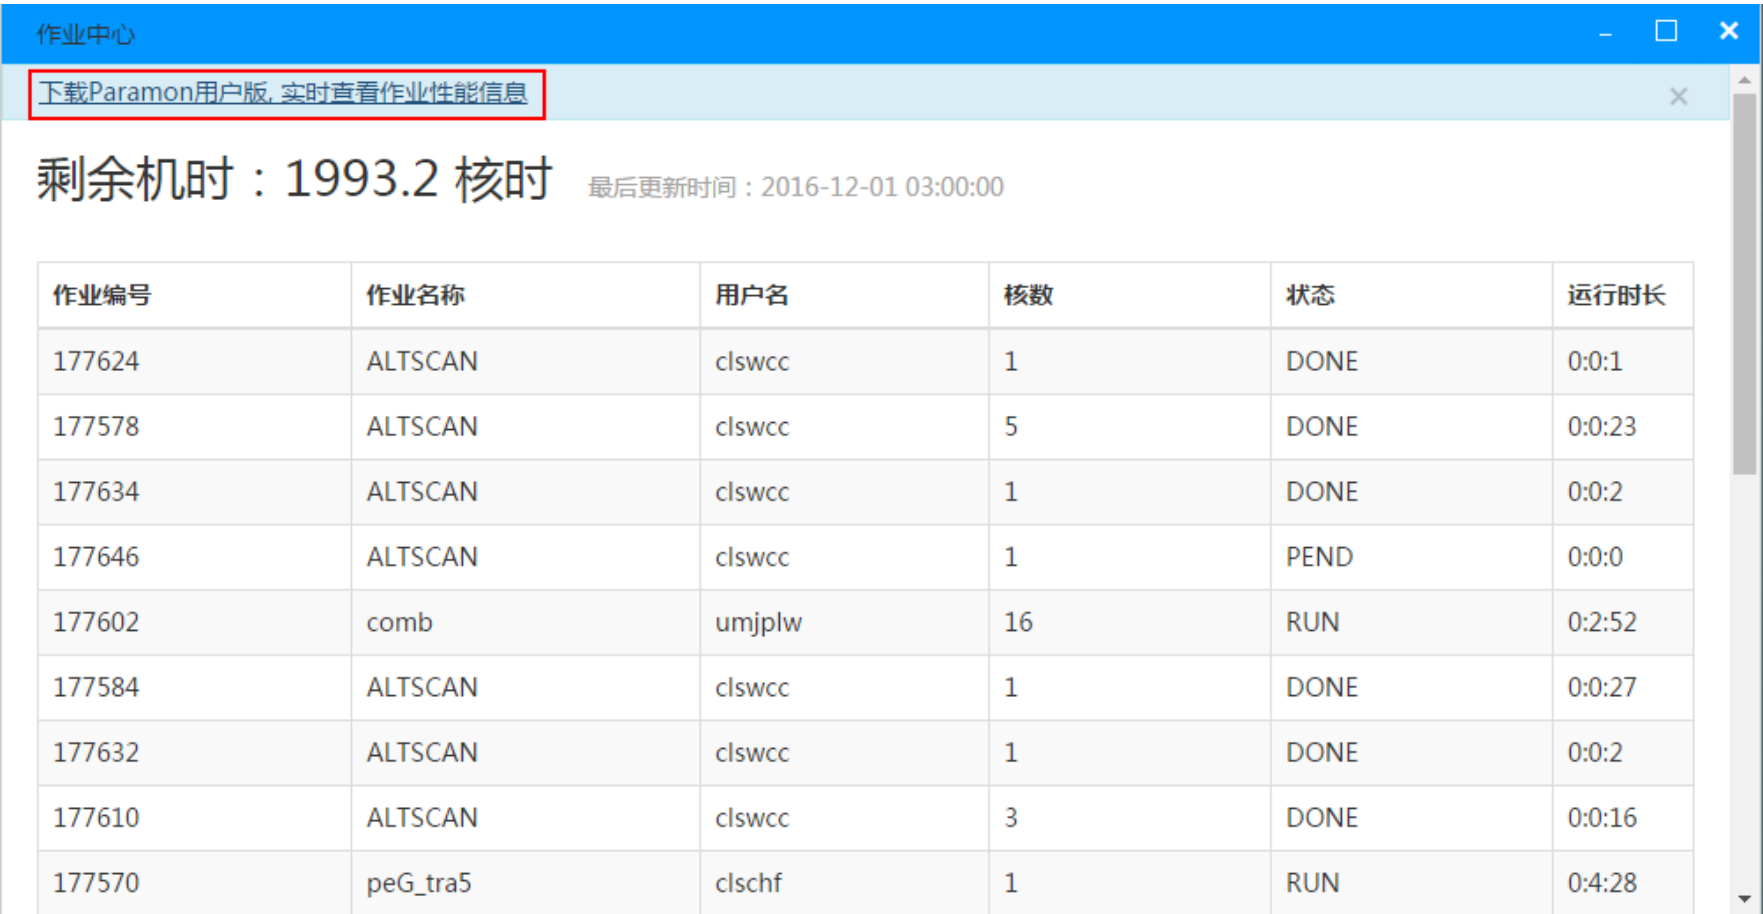 作业中心
下载Paramon用户版, 实时查看作业性能信息
剩余机时：1993.2 核时 最后更新时间：2016-12-01 03:00:00
作业编号 作业名称 用户名 核数 状态 运行时长
177624 ALTSCAN clswcc 1 DONE 0:0:1
177578 ALTSCAN clswcc 5 DONE 0:0:23
177634 ALTSCAN clswcc 1 DONE 0:0:2
177646 ALTSCAN clswcc 1 PEND 0:0:0
177602 comb umjplw 16 RUN 0:2:52
177584 ALTSCAN clswcc 1 DONE 0:0:27
177632 ALTSCAN clswcc 1 DONE 0:0:2
177610 ALTSCAN clswcc 3 DONE 0:0:16
177570 peG_tra5 clschf 1 RUN 0:4:28